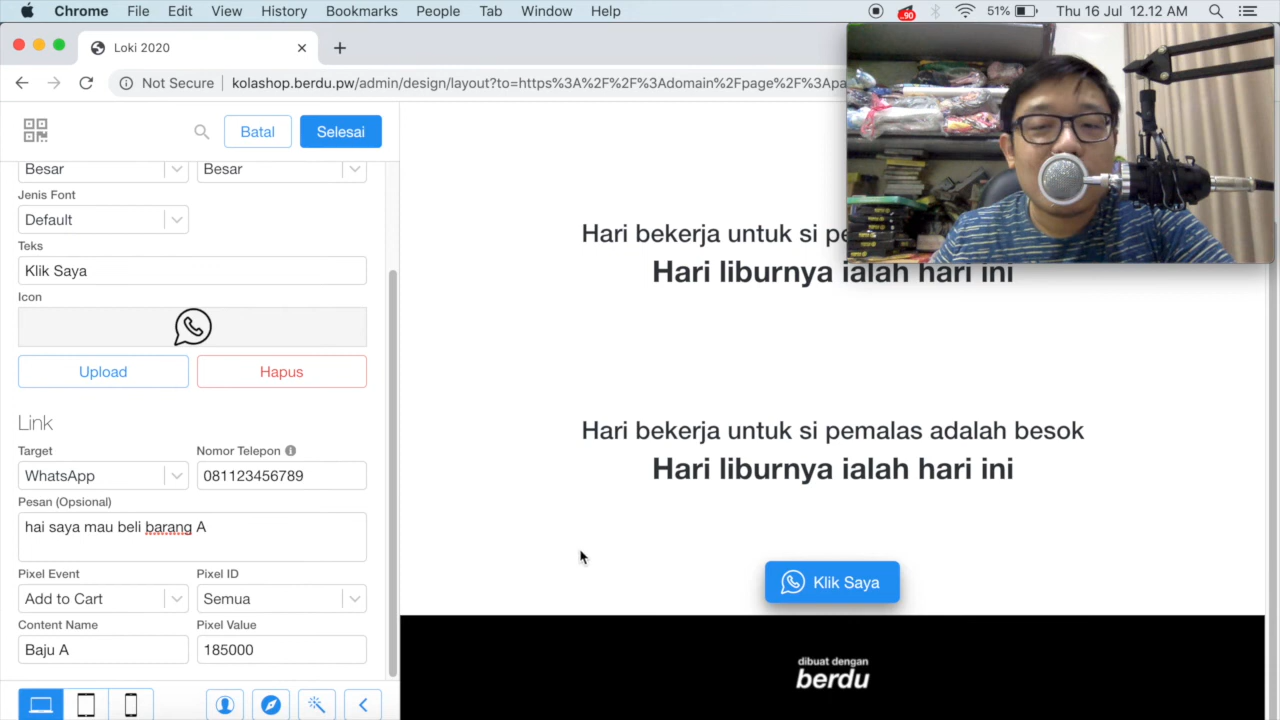 Chrome File Edit View History Bookmarks People Tab Window Help
.90 51% Thu 16 Jul 12.12 AM
Loki 2020
Not Secure kolashop.berdu.pw/admin/design/layout?to=https%3A%2F%2F%3Adomain%2Fpage%2F%3Apa
Batal Selesai
Besar Besar
Jenis Font
Default
Teks
Klik Saya
Icon
Upload Hapus
Link
Target Nomor Telepon
WhatsApp 081123456789
Pesan (Opsional)
hai saya mau beli barang A
Pixel Event Pixel ID
Add to Cart Semua
Content Name Pixel Value
Baju A 185000
Hari bekerja untuk si
Hari liburnya ialah hari ini
Hari bekerja untuk si pemalas adalah besok
Hari liburnya ialah hari ini
Klik Saya
dibuat dengan
berdu